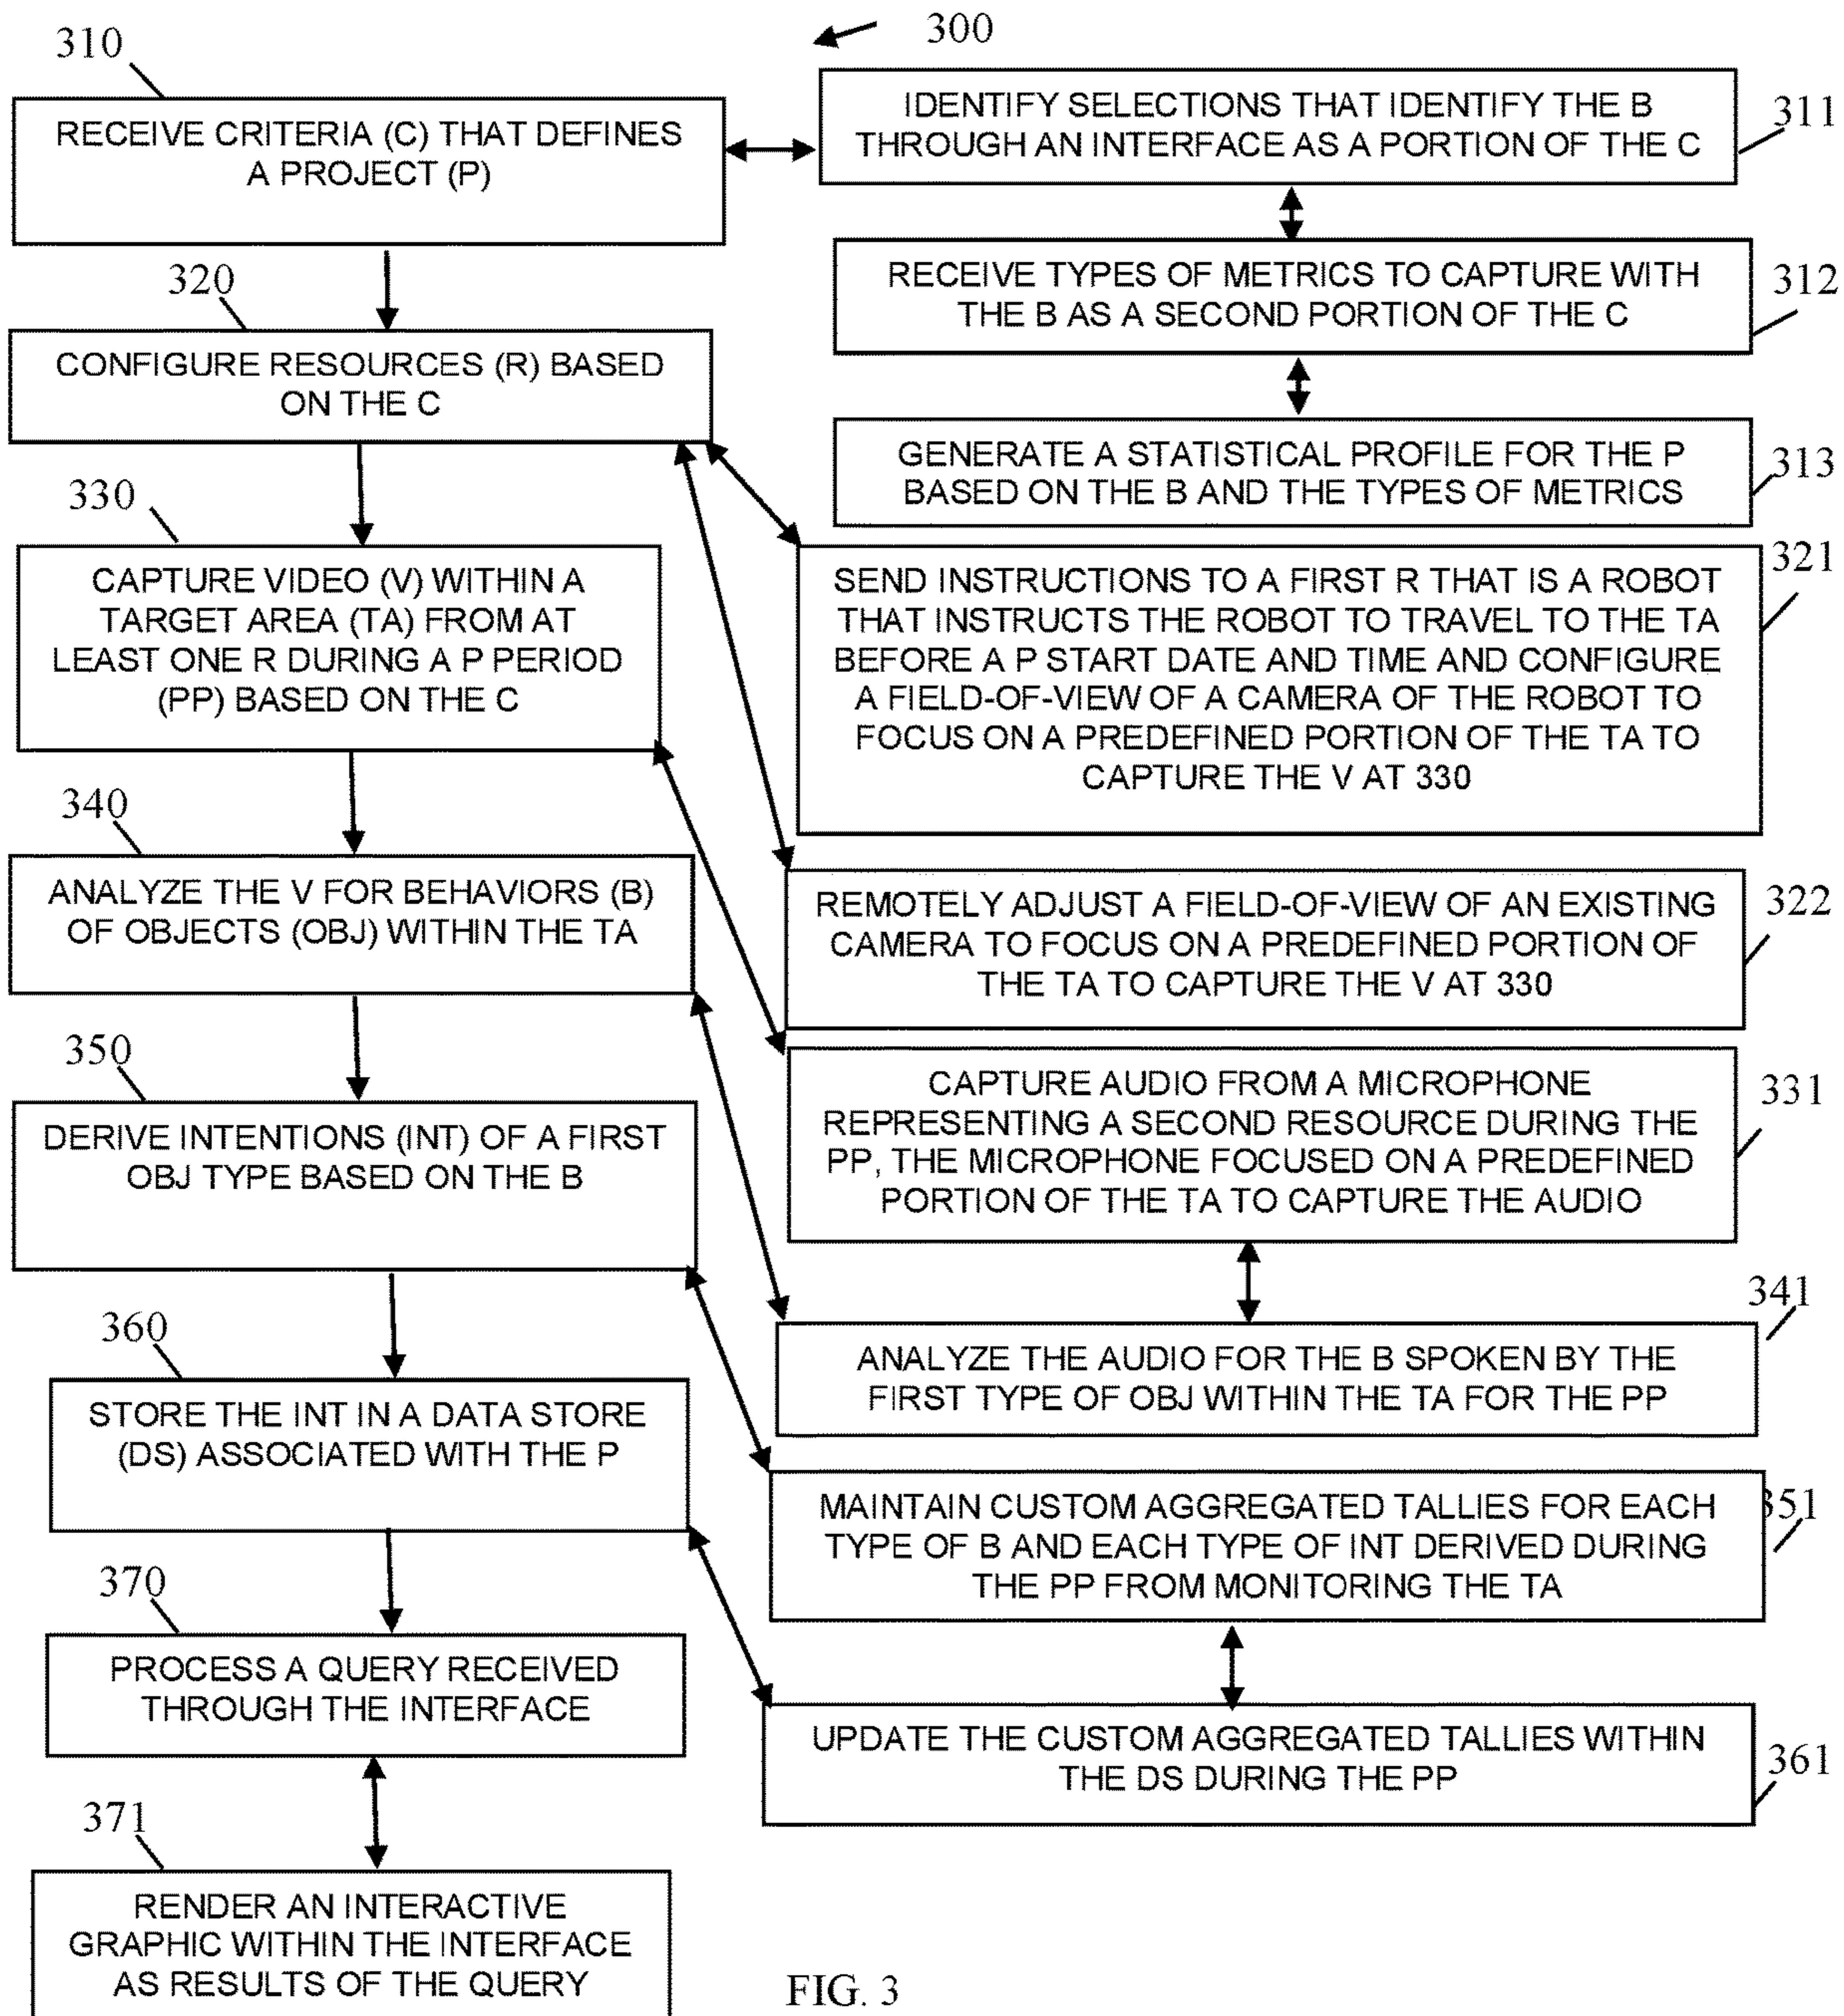 300
310
RECEIVE CRITERIA (C) THAT DEFINES
A PROJECT (P)
311
IDENTIFY SELECTIONS THAT IDENTIFY THE B
THROUGH AN INTERFACE AS A PORTION OF THE C
312
RECEIVE TYPES OF METRICS TO CAPTURE WITH
THE B AS A SECOND PORTION OF THE C
313
GENERATE A STATISTICAL PROFILE FOR THE P
BASED ON THE B AND THE TYPES OF METRICS
320
CONFIGURE RESOURCES (R) BASED
ON THE C
321
SEND INSTRUCTIONS TO A FIRST R THAT IS A ROBOT
THAT INSTRUCTS THE ROBOT TO TRAVEL TO THE TA
BEFORE A P START DATE AND TIME AND CONFIGURE
A FIELD-OF-VIEW OF A CAMERA OF THE ROBOT TO
FOCUS ON A PREDEFINED PORTION OF THE TA TO
CAPTURE THE V AT 330
322
REMOTELY ADJUST A FIELD-OF-VIEW OF AN EXISTING
CAMERA TO FOCUS ON A PREDEFINED PORTION OF
THE TA TO CAPTURE THE V AT 330
330
CAPTURE VIDEO (V) WITHIN A
TARGET AREA (TA) FROM AT
LEAST ONE R DURING A P PERIOD
(PP) BASED ON THE C
331
CAPTURE AUDIO FROM A MICROPHONE
REPRESENTING A SECOND RESOURCE DURING THE
PP, THE MICROPHONE FOCUSED ON A PREDEFINED
PORTION OF THE TA TO CAPTURE THE AUDIO
340
ANALYZE THE V FOR BEHAVIORS (B)
OF OBJECTS (OBJ) WITHIN THE TA
341
ANALYZE THE AUDIO FOR THE B SPOKEN BY THE
FIRST TYPE OF OBJ WITHIN THE TA FOR THE PP
350
DERIVE INTENTIONS (INT) OF A FIRST
OBJ TYPE BASED ON THE B
351
MAINTAIN CUSTOM AGGREGATED TALLIES FOR EACH
TYPE OF B AND EACH TYPE OF INT DERIVED DURING
THE PP FROM MONITORING THE TA
360
STORE THE INT IN A DATA STORE
(DS) ASSOCIATED WITH THE P
361
UPDATE THE CUSTOM AGGREGATED TALLIES WITHIN
THE DS DURING THE PP
370
PROCESS A QUERY RECEIVED
THROUGH THE INTERFACE
371
RENDER AN INTERACTIVE
GRAPHIC WITHIN THE INTERFACE
AS RESULTS OF THE QUERY
FIG. 3